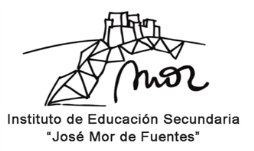 mor
Instituto de Educación Secundaria
“José Mor de Fuentes”